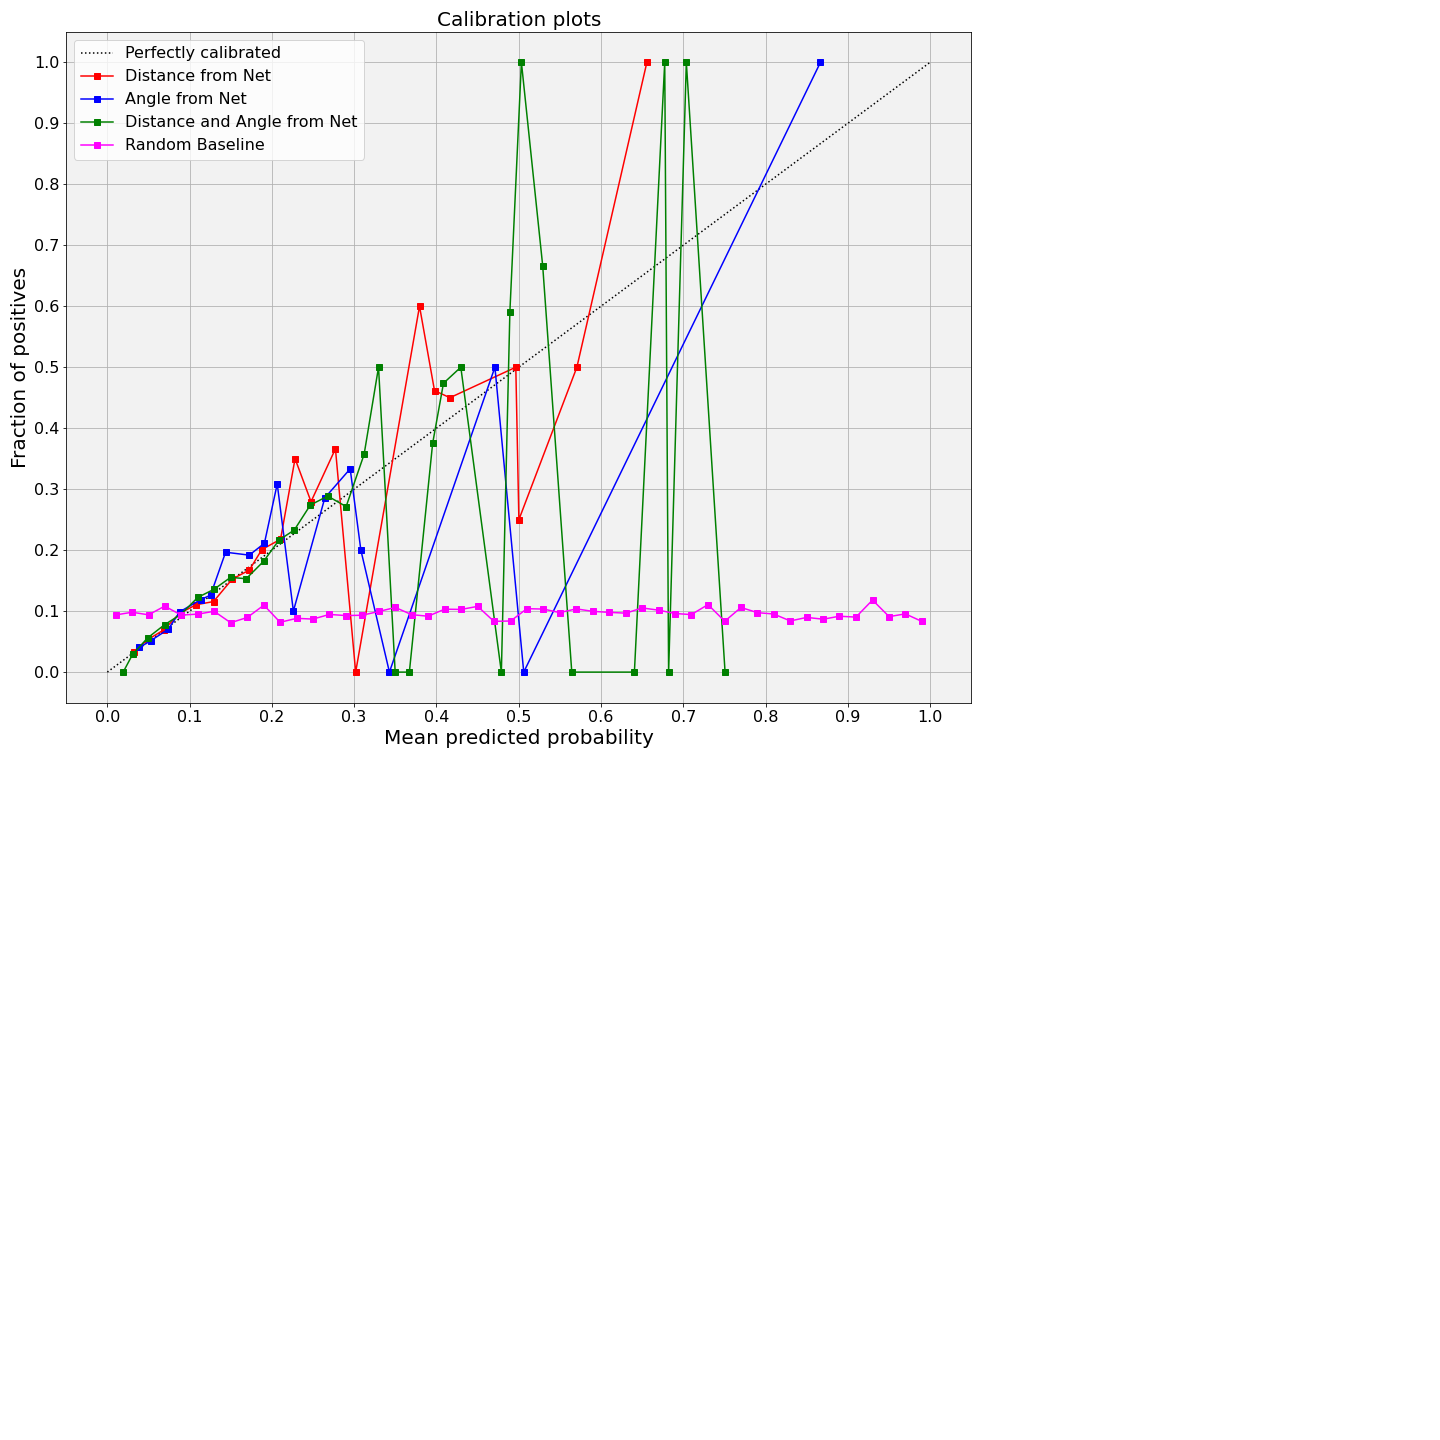 Calibration plots
Perfectly calibrated
Distance from Net
Angle from Net
Distance and Angle from Net
Random Baseline
1.0
0.9
0.8
0.7
0.6
0.5
0.4
0.3
0.2
0.1
0.0
Fraction of positives
0.0 0.1 0.2 0.3 0.4 0.5 0.6 0.7 0.8 0.9 1.0
Mean predicted probability